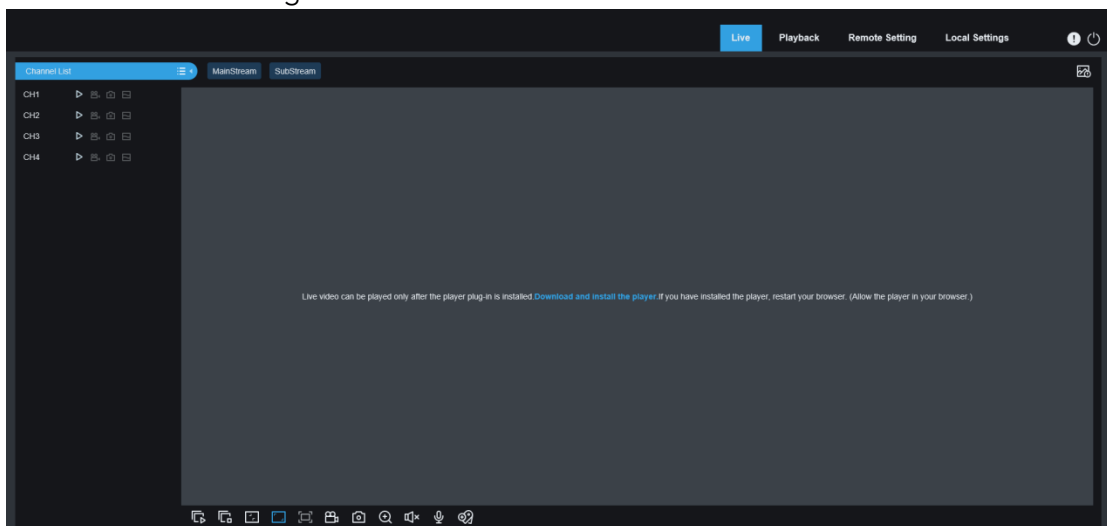 Live Playback Remote Setting Local Settings
Channel List MainStream SubStream
CH1
CH2
CH3
CH4
Live video can be played only after the player plug-in is installed.Download and install the player.If you have installed the player, restart your browser. (Allow the player in your browser.)